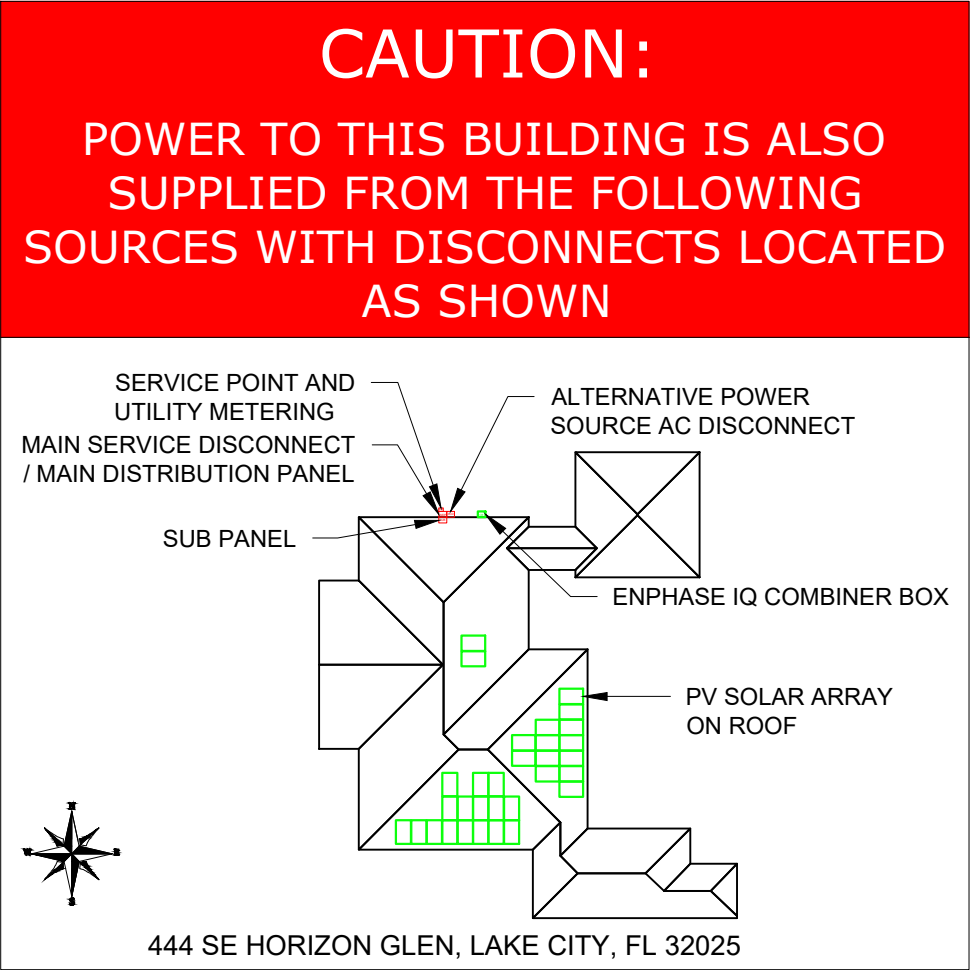 CAUTION:
POWER TO THIS BUILDING IS ALSO
SUPPLIED FROM THE FOLLOWING
SOURCES WITH DISCONNECTS LOCATED
AS SHOWN
SERVICE POINT AND
UTILITY METERING
MAIN SERVICE DISCONNECT
/ MAIN DISTRIBUTION PANEL
SUB PANEL
ALTERNATIVE POWER
SOURCE AC DISCONNECT
ENPHASE IQ COMBINER BOX
PV SOLAR ARRAY
ON ROOF
N
W
E
S
444 SE HORIZON GLEN, LAKE CITY, FL 32025